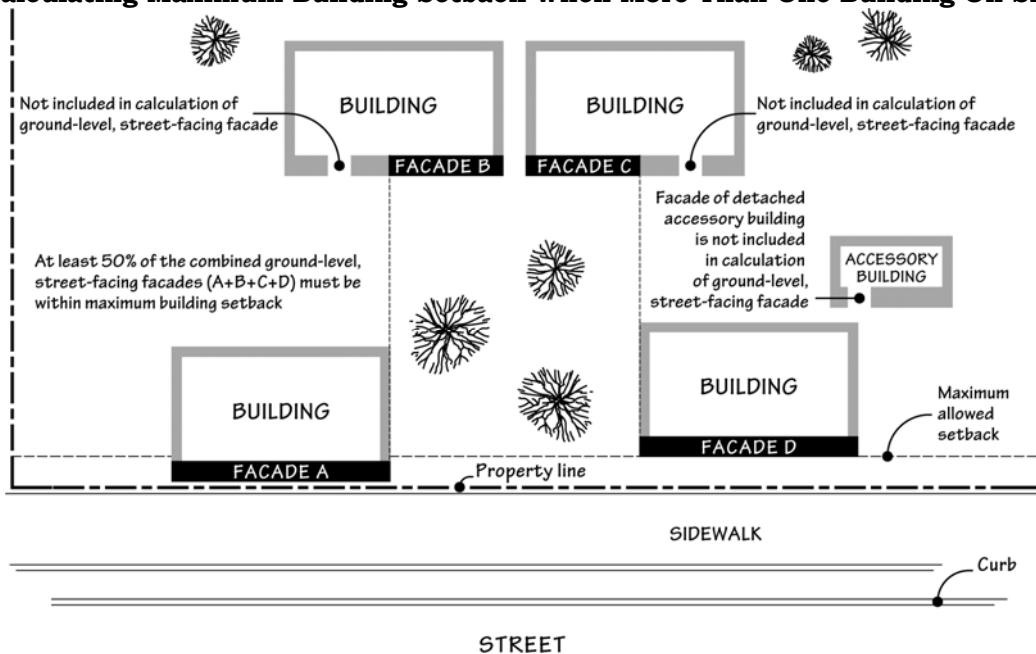 alculating Maximum Building Setback When More Than One Building On Si
Not included in calculation of
ground-level, street-facing facade
BUILDING
FACADE B
BUILDING
FACADE C
Not included in calculation of
ground-level, street-facing facade
Facade of detached
accessory building
is not included
in calculation
of ground-level,
street-facing facade
ACCESSORY
BUILDING
At least 50% of the combined ground-level,
street-facing facades (A+B+C+D) must be
within maximum building setback
BUILDING
FACADE A
BUILDING
FACADE D
Maximum
allowed
setback
Property line
SIDEWALK
Curb
STREET